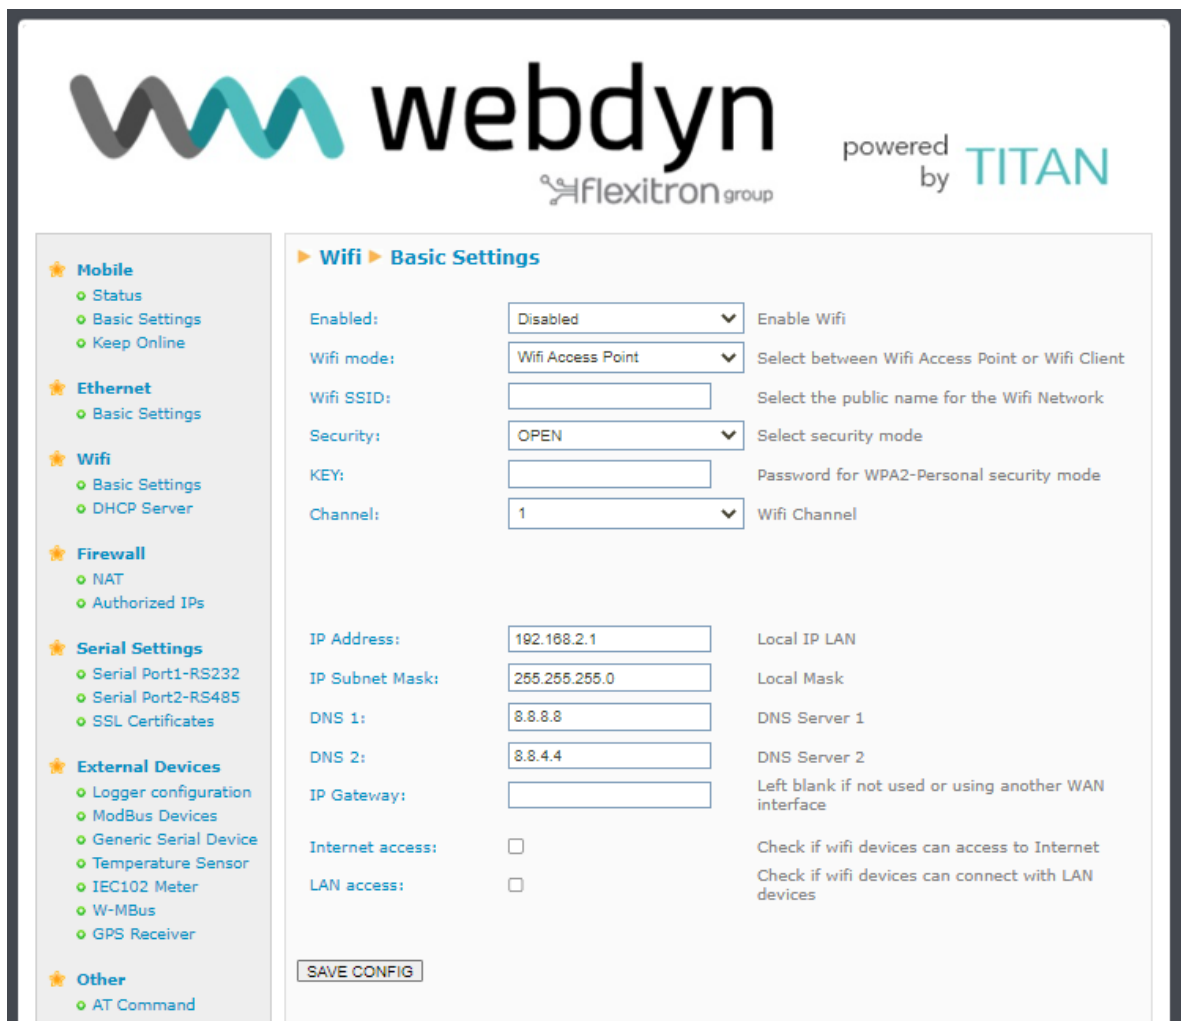 webdyn
flexitron group
powered
by TITAN
Mobile
Status
Basic Settings
Keep Online
Ethernet
Basic Settings
Wifi
Basic Settings
DHCP Server
Firewall
NAT
Authorized IPs
Serial Settings
Serial Port1-RS232
Serial Port2-RS485
SSL Certificates
External Devices
Logger configuration
ModBus Devices
Generic Serial Device
Temperature Sensor
IEC102 Meter
W-MBus
GPS Receiver
Other
AT Command
Wifi Basic Settings
Enabled: Disabled Enable Wifi
Wifi mode: Wifi Access Point Select between Wifi Access Point or Wifi Client
Wifi SSID: Select the public name for the Wifi Network
Security: OPEN Select security mode
KEY: Password for WPA2-Personal security mode
Channel: 1 Wifi Channel
IP Address: 192.168.2.1 Local IP LAN
IP Subnet Mask: 255.255.255.0 Local Mask
DNS 1: 8.8.8.8 DNS Server 1
DNS 2: 8.8.4.4 DNS Server 2
IP Gateway: Left blank if not used or using another WAN
interface
Internet access: Check if wifi devices can access to Internet
LAN access: Check if wifi devices can connect with LAN
devices
SAVE CONFIG